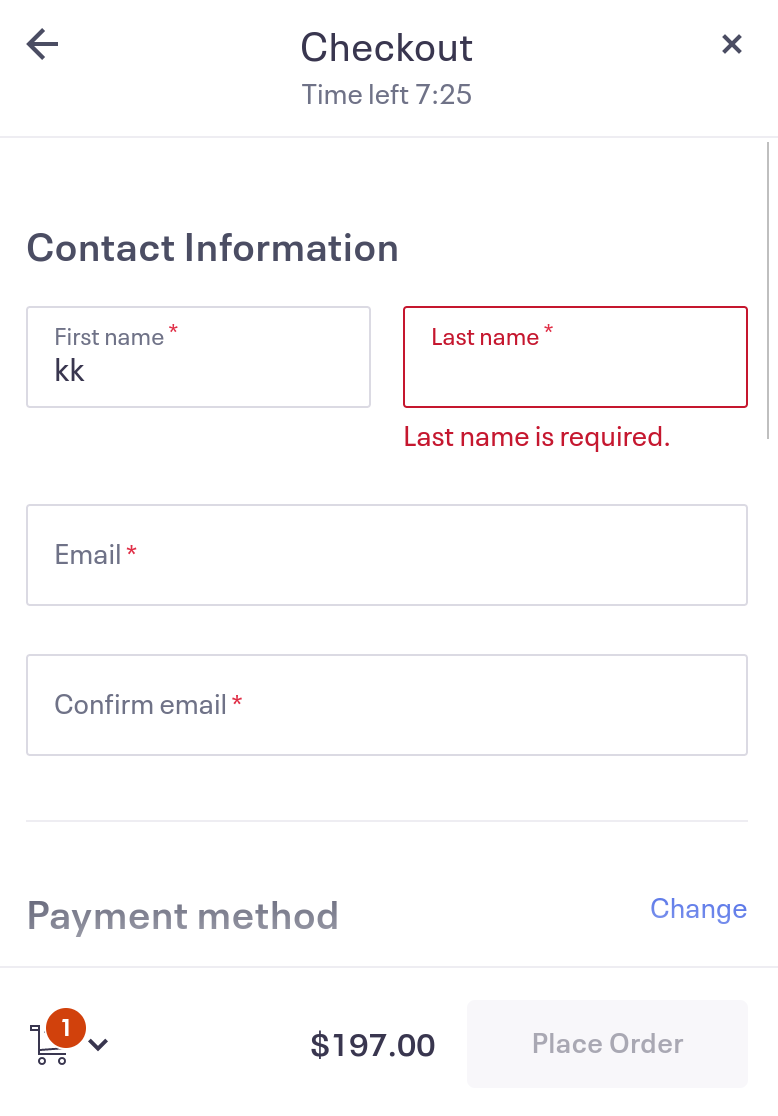 Checkout
Time left 7:25
Contact Information
First name *
kk
Last name *
Last name is required.
Email *
Confirm email *
Payment method
Change
1
$197.00
Place Order